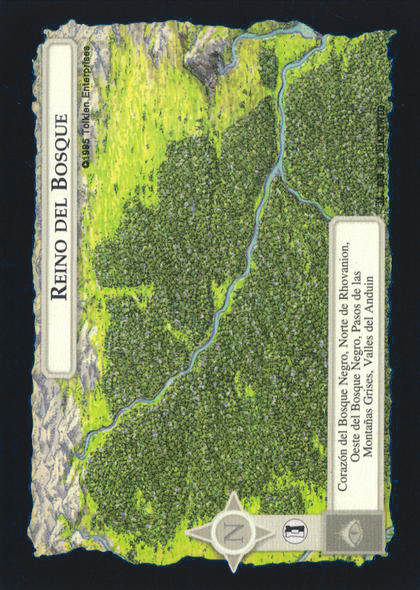 REINO DEL BOSQUE
©1995 Tolkien Enterprises
Corazón del Bosque Negro, Norte de Rhovanion,
Oeste del Bosque Negro, Pasos de las
Montañas Grises, Valles del Anduin
N